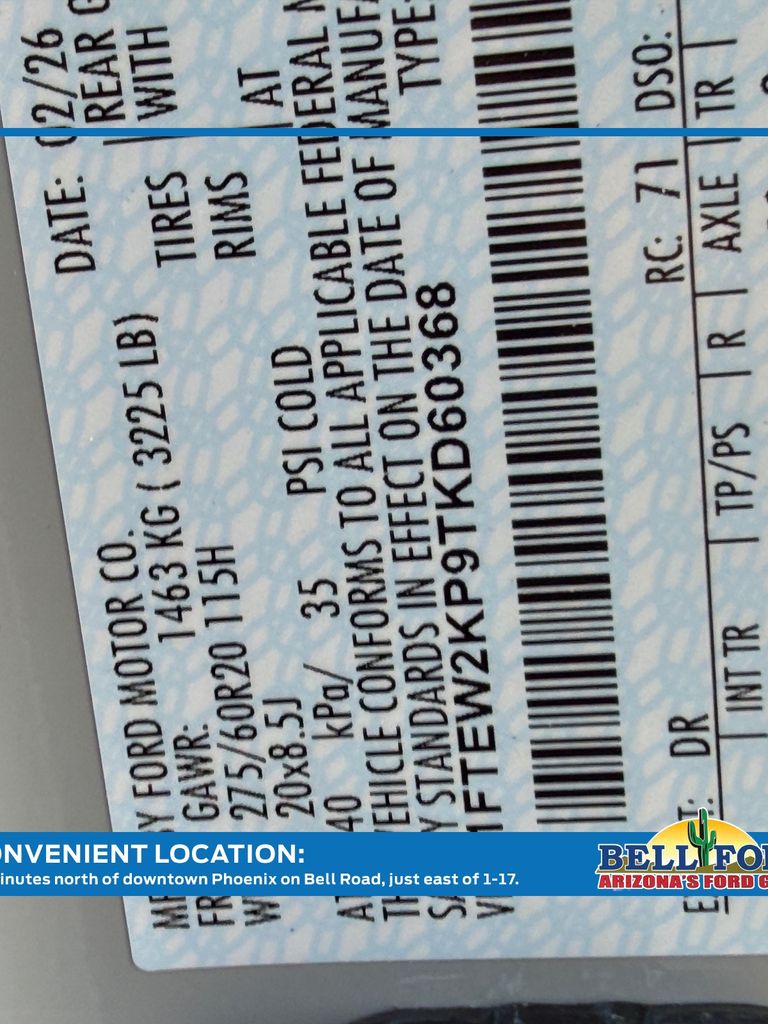 DATE: 02/26
FORD MOTOR CO.
GAWR: 1463 KG ( 3225 LB)
REAR
275/60R20 115H
TIRES
WITH
20x8.5J
RIMS
kPa/ 35 PSI COLD
AT
VEHICLE CONFORMS TO ALL APPLICABLE FEDERAL
STANDARDS IN EFFECT ON THE DATE OF
1FTEW2KP9TKD60368
TYPE:
RC: 71
DSO:
DR
INT TR | TP/PS | R | AXLE | TR |
ONVENIENT LOCATION:
inutes north of downtown Phoenix on Bell Road, just east of 1-17.
BELL FO
ARIZONA'S FORD G